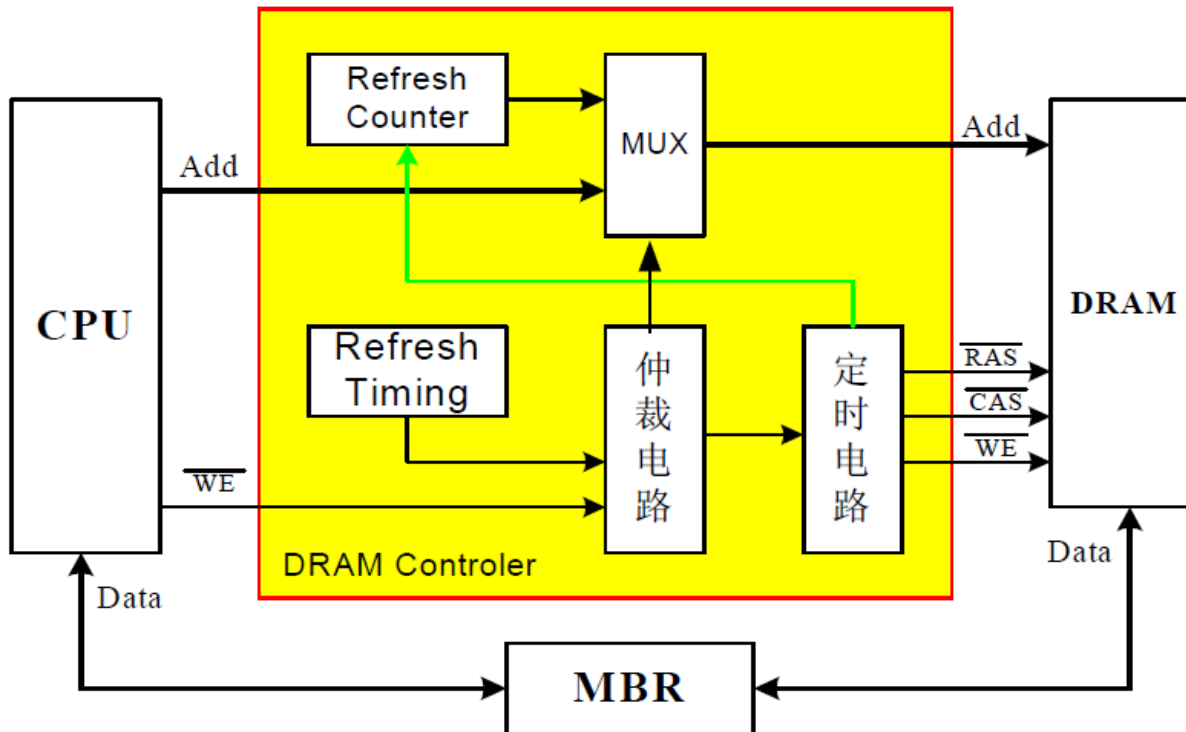 Refresh
Counter
MUX
Add
Add
CPU
DRAM
Refresh
Timing
仲裁电路
定时电路
RAS
CAS
WE
WE
DRAM Controler
Data
Data
MBR